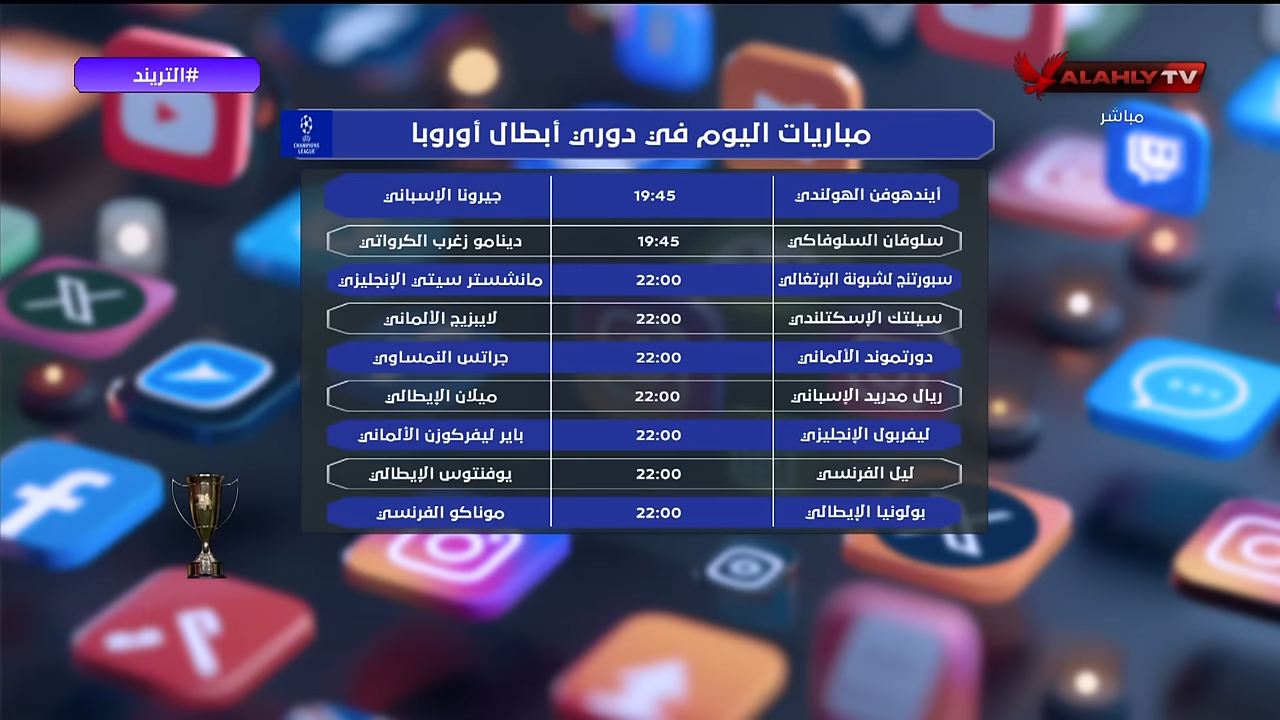 #التريند
ALAHLY TV
مباشر
UEFA CHAMPIONS LEAGUE
مباريات اليوم في دوري أبطال أوروبا
أيندهوفن الهولندي 19:45 جيرونا الإسباني
سلوفان السلوفاكي 19:45 دينامو زغرب الكرواتي
سبورتنج لشبونة البرتغالي 22:00 مانشستر سيتي الإنجليزي
سيلتك الإسكتلندي 22:00 لايبزيج الألماني
دورتموند الألماني 22:00 جراتس النمساوي
ريال مدريد الإسباني 22:00 ميلان الإيطالي
ليفربول الإنجليزي 22:00 باير ليفركوزن الألماني
ليل الفرنسي 22:00 يوفنتوس الإيطالي
بولونيا الإيطالي 22:00 موناكو الفرنسي